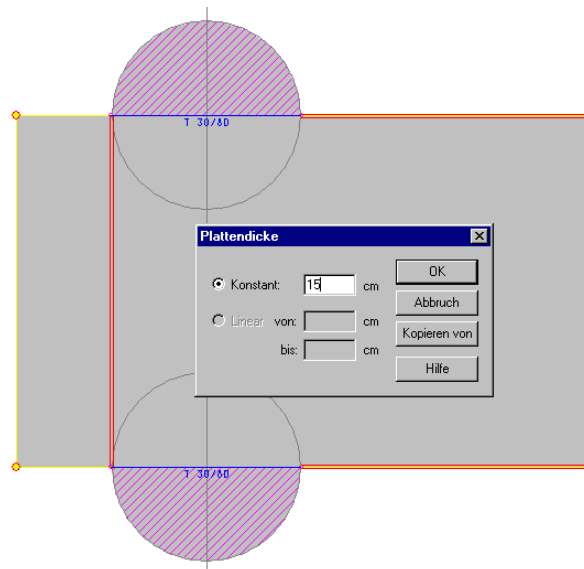 T 30/80
Plattendicke
Konstant: 15 cm
OK
Linear von: cm
Abbruch
bis: cm
Kopieren von
Hilfe
T 30/80